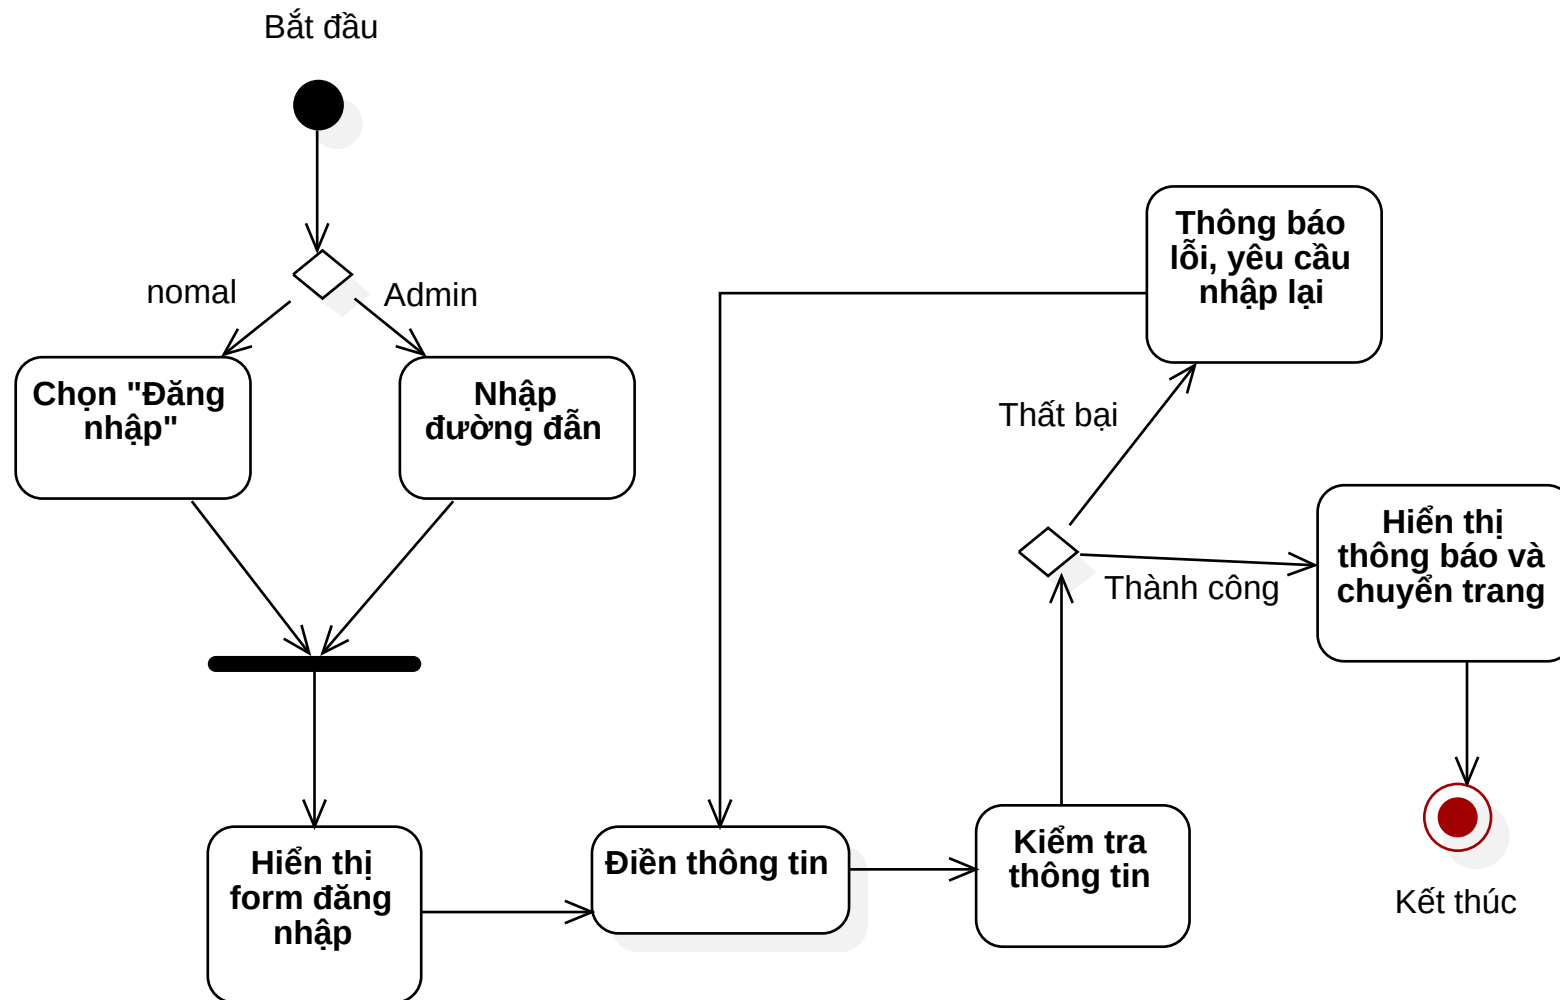 Bắt đầu
nomal
Admin
Chọn "Đăng
nhập"
Nhập
đường đẫn
Thông báo
lỗi, yêu cầu
nhập lại
Thất bại
Thành công
Hiển thị
thông báo và
chuyển trang
Hiển thị
form đăng
nhập
Điền thông tin
Kiểm tra
thông tin
Kết thúc